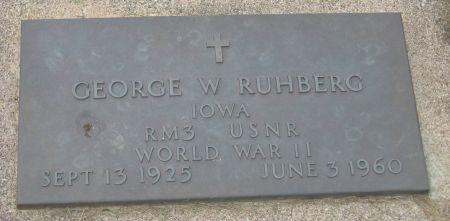 GEORGE W RUHBERG
IOWA
RM3 USNR
WORLD WAR II
SEPT 13 1925 JUNE 3 1960